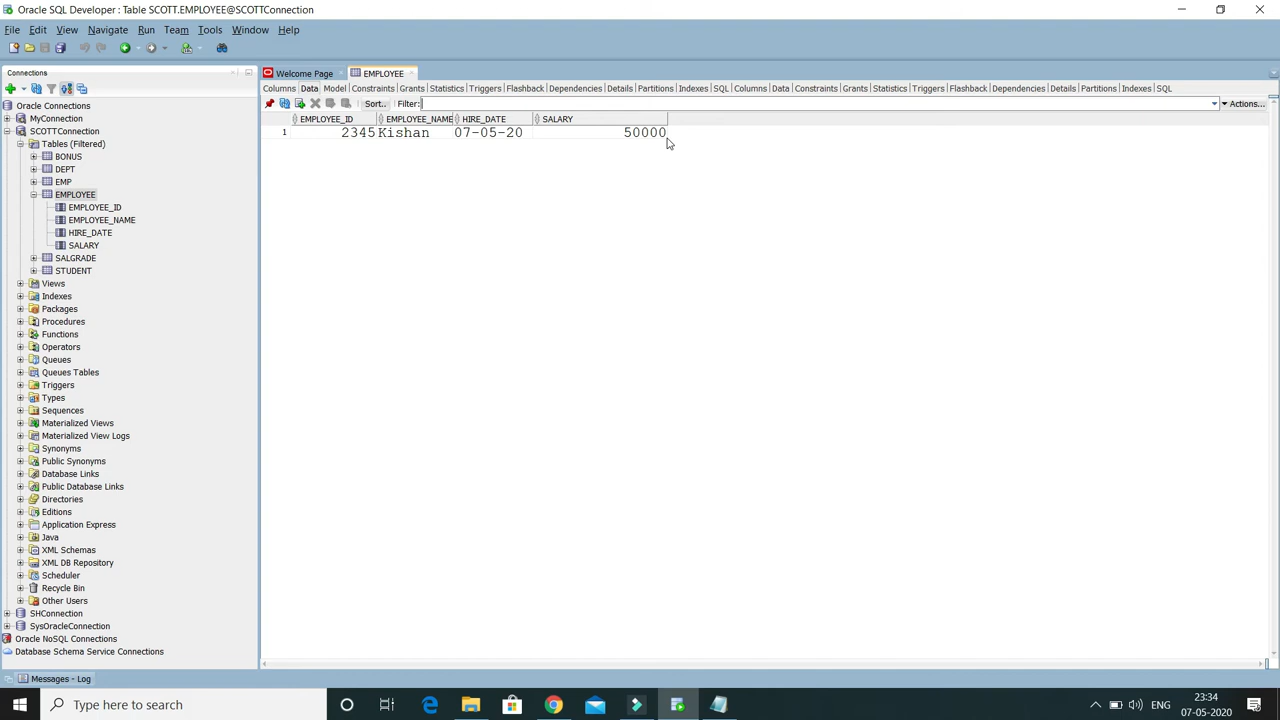 Oracle SQL Developer : Table SCOTT.EMPLOYEE@SCOTTConnection
File Edit View Navigate Run Team Tools Window Help
Connections
Welcome Page EMPLOYEE
Columns Data Model Constraints Grants Statistics Triggers Flashback Dependencies Details Partitions Indexes SQL Columns Data Constraints Grants Statistics Triggers Flashback Dependencies Details Partitions Indexes SQL
Sort.. Filter: Actions...
EMPLOYEE_ID EMPLOYEE_NAME HIRE_DATE SALARY
1 2345 Kishan 07-05-20 50000
Oracle Connections
MyConnection
SCOTTConnection
Tables (Filtered)
BONUS
DEPT
EMP
EMPLOYEE
EMPLOYEE_ID
EMPLOYEE_NAME
HIRE_DATE
SALARY
SALGRADE
STUDENT
Views
Indexes
Packages
Procedures
Functions
Operators
Queues
Queues Tables
Triggers
Types
Sequences
Materialized Views
Materialized View Logs
Synonyms
Public Synonyms
Database Links
Public Database Links
Directories
Editions
Application Express
Java
XML Schemas
XML DB Repository
Scheduler
Recycle Bin
Other Users
SHConnection
SysOracleConnection
Oracle NoSQL Connections
Database Schema Service Connections
Messages - Log
Type here to search
ENG
23:34
07-05-2020